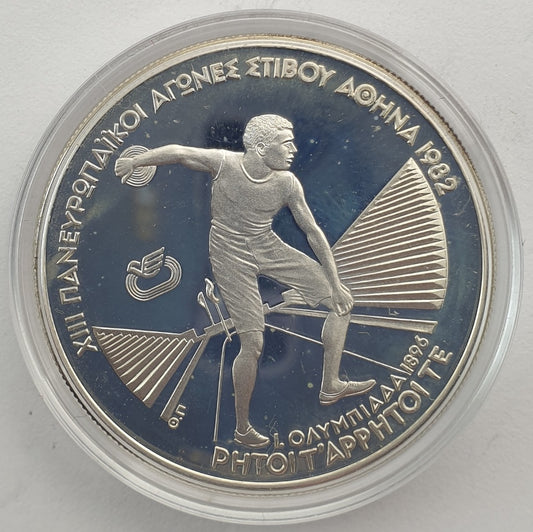 XIII ΠΑΝΕΥΡΩΠΑΪΚΟΙ ΑΓΩΝΕΣ ΣΤΙΒΟΥ ΑΘΗΝΑ 1982
I. ΟΛΥΜΠΙΑΔΑ 1896
ΡΗΤΟΙ Τ'ΑΡΡΗΤΟΙ ΤΕ
Θ.Π